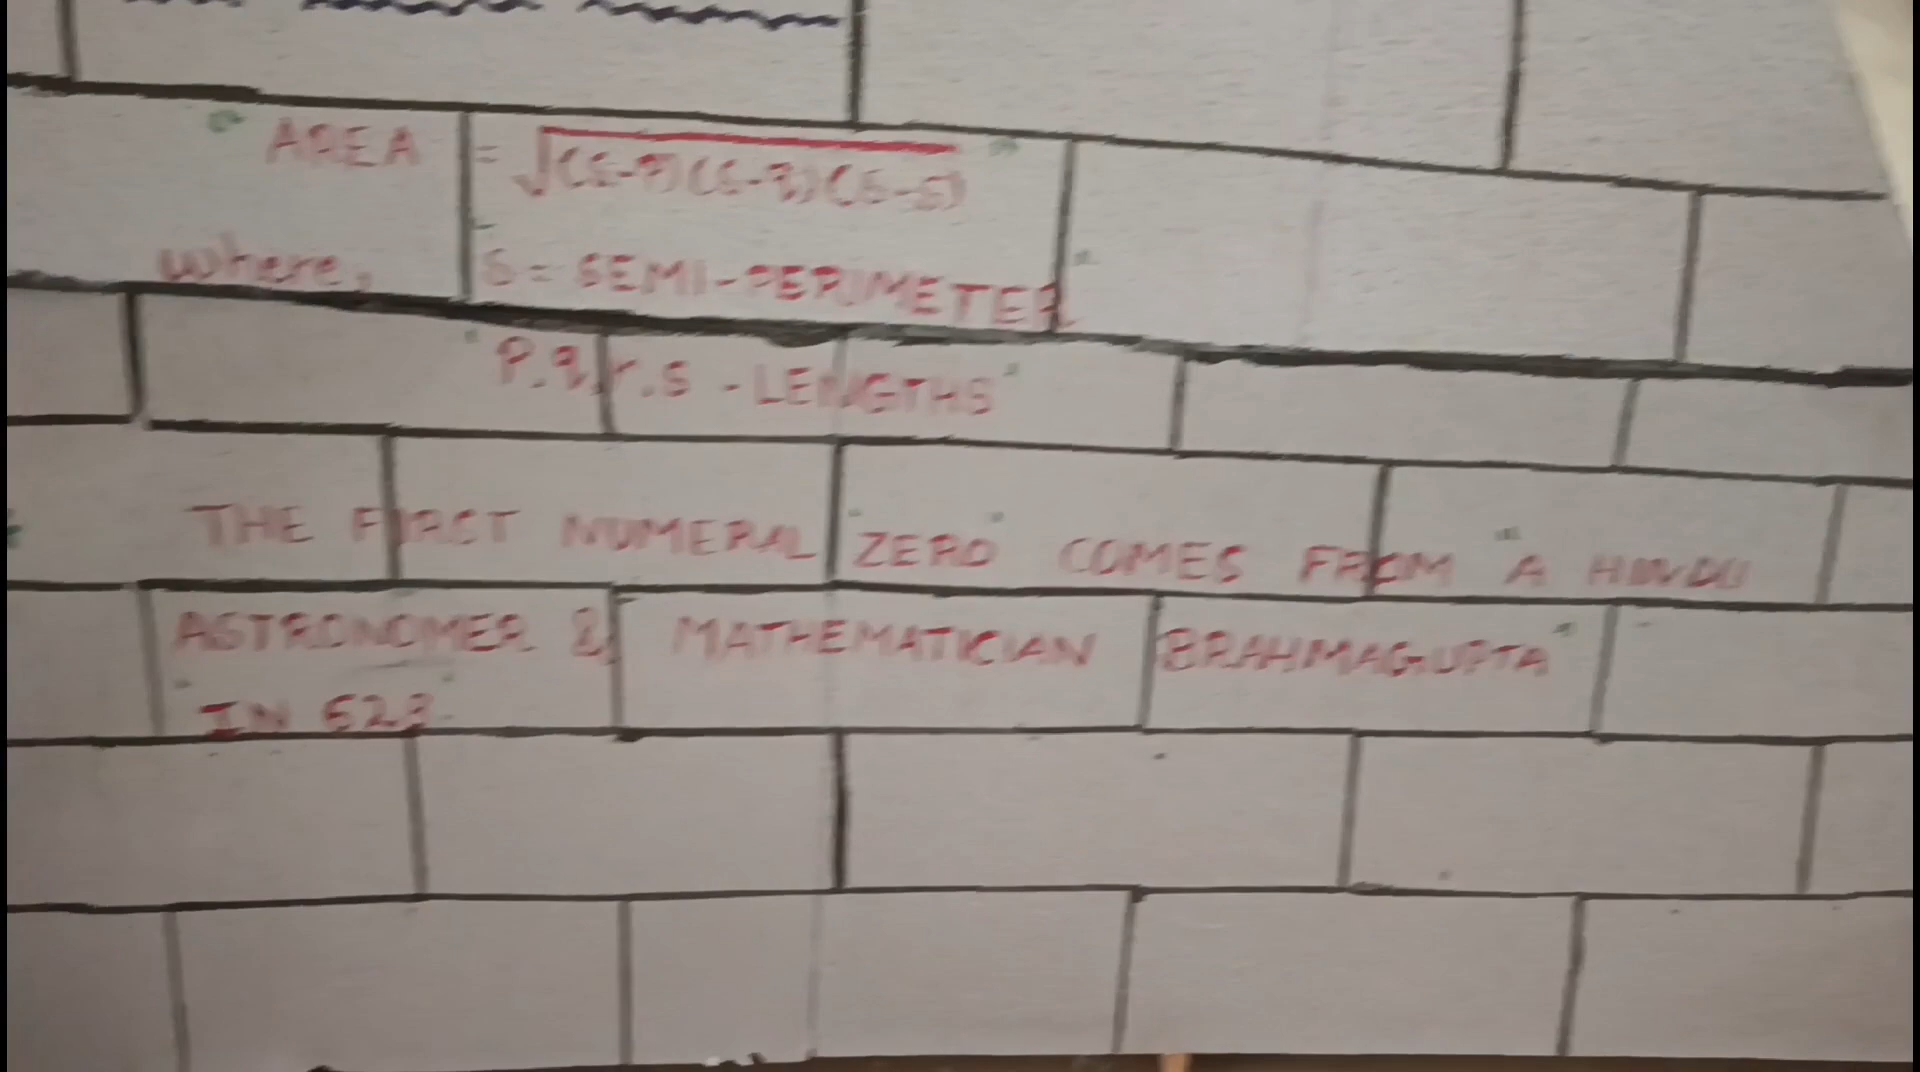 " AREA = √(s-p)(s-q)(s-s) "
where, "s = SEMI-PERIMETER"
"P.q.r.s - LENGTHS"
THE FIRST NUMERAL "ZERO" COMES FROM "A HINDU
ASTRONOMER & MATHEMATICIAN BRAHMAGUPTA"
"IN 628"